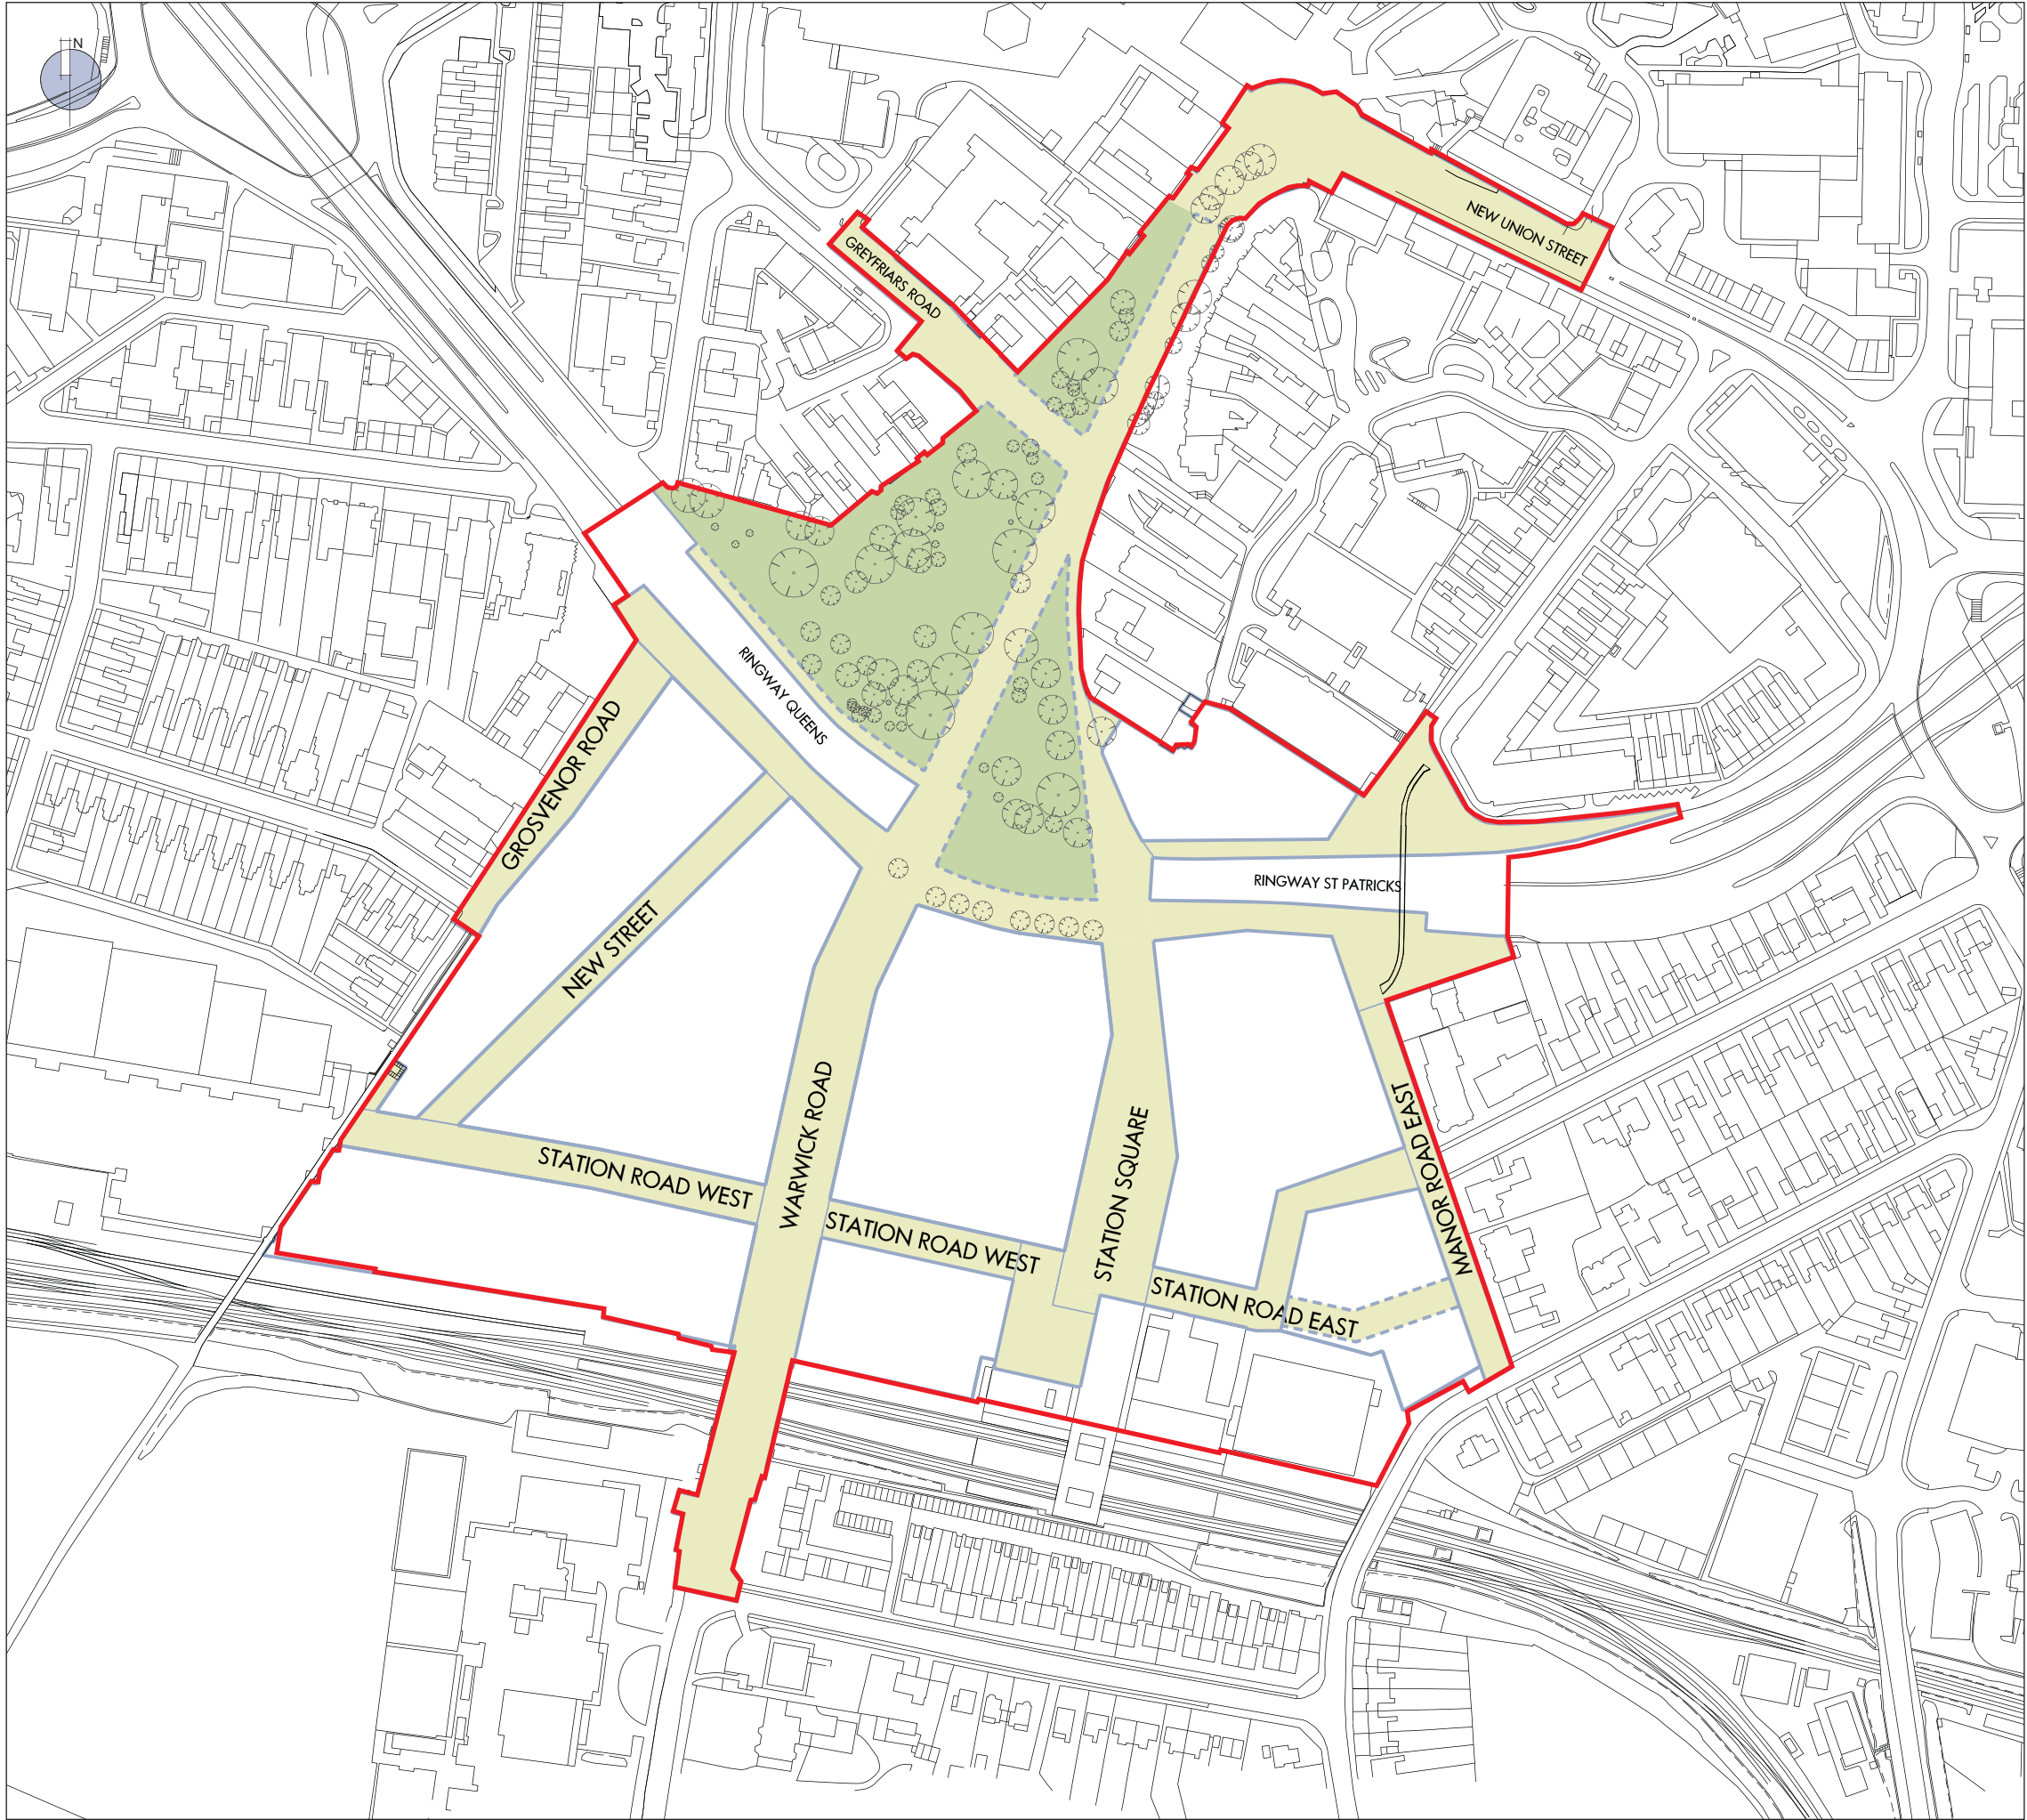 N
NEW UNION STREET
GREYFRIARS ROAD
RINGWAY QUEENS
GROSVENOR ROAD
RINGWAY ST PATRICKS
NEW STREET
WARWICK ROAD
MANOR ROAD EAST
STATION SQUARE
STATION ROAD WEST
STATION ROAD WEST
STATION ROAD EAST